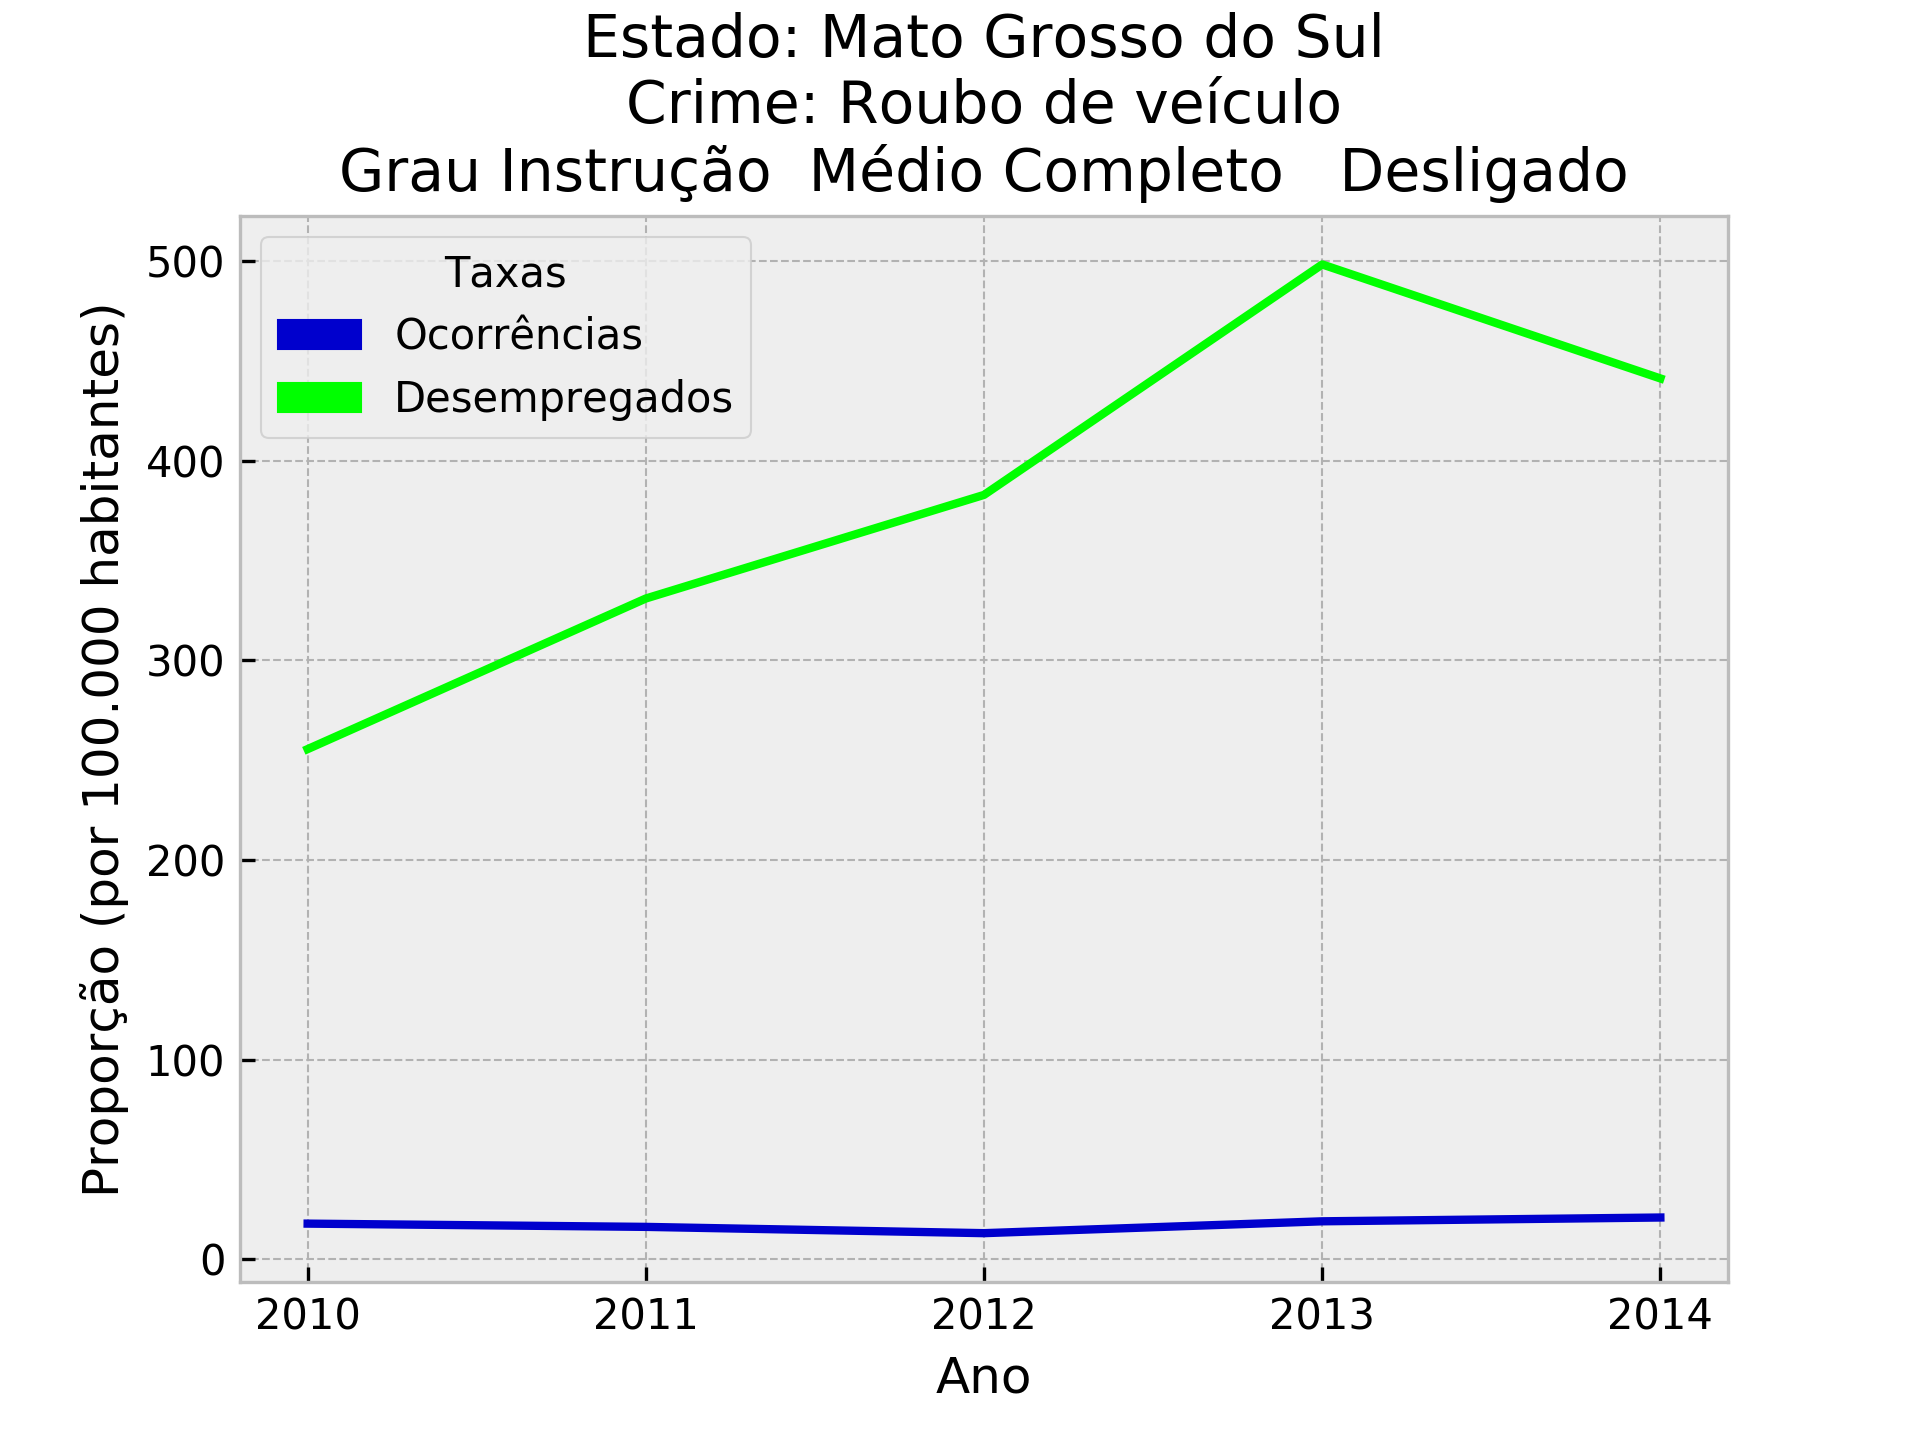 Estado: Mato Grosso do Sul
Crime: Roubo de veículo
Grau Instrução  Médio Completo   Desligado
Taxas
Ocorrências
Desempregados
Proporção (por 100.000 habitantes)
500
400
300
200
100
0
2010 2011 2012 2013 2014
Ano